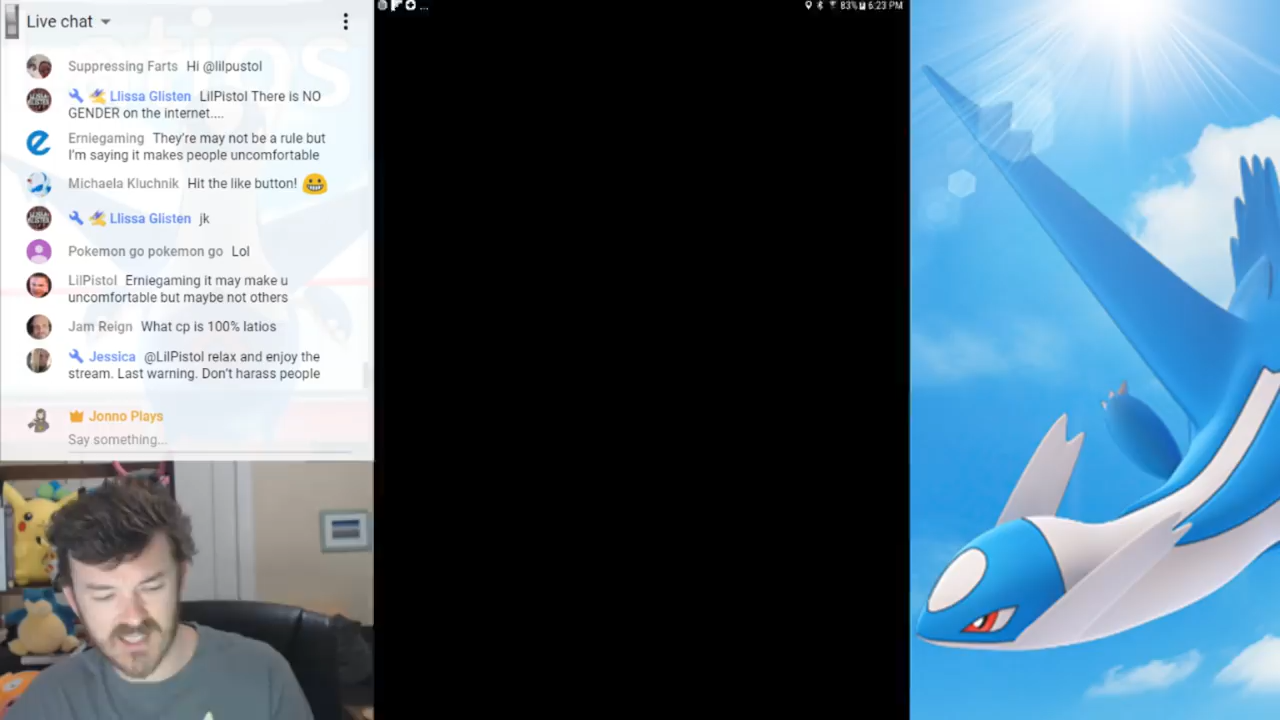 Live chat
Latios
Suppressing Farts Hi @lilpustol
Llissa Glisten LilPistol There is NO
GENDER on the internet....
Erniegaming They're may not be a rule but
I'm saying it makes people uncomfortable
Michaela Kluchnik Hit the like button!
Llissa Glisten jk
Pokemon go pokemon go Lol
LilPistol Erniegaming it may make u
uncomfortable but maybe not others
Jam Reign What cp is 100% latios
Jessica @LilPistol relax and enjoy the
stream. Last warning. Don't harass people
Jonno Plays
Say something...
... 83% 6:23 PM